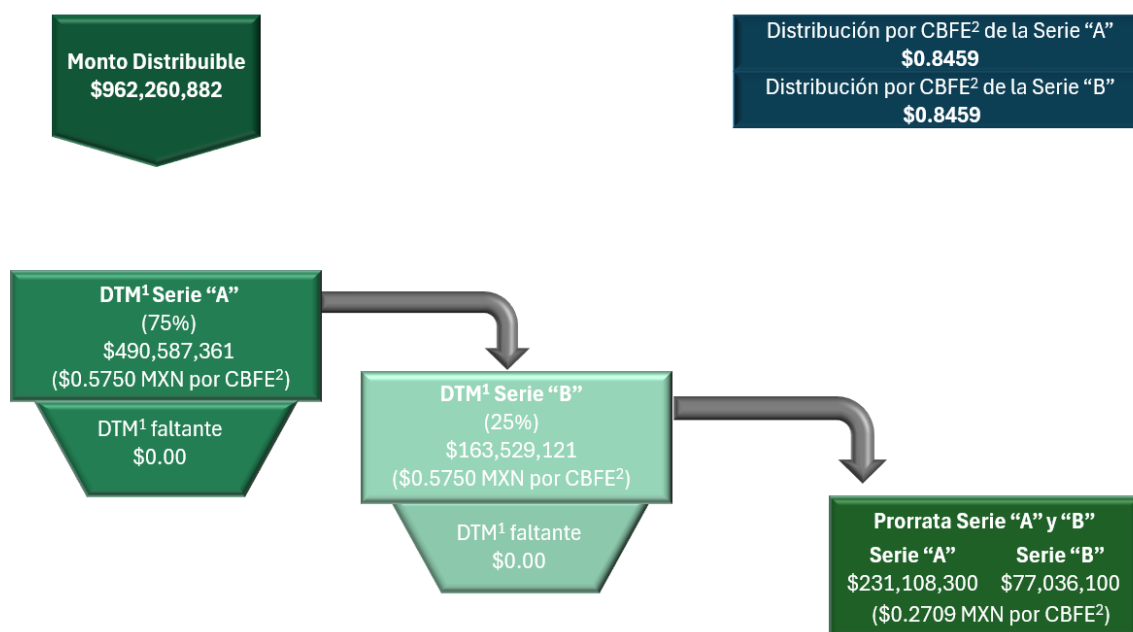 Monto Distribuible
$962,260,882
Distribución por CBFE² de la Serie “A”
$0.8459
Distribución por CBFE² de la Serie “B”
$0.8459
DTM¹ Serie “A”
(75%)
$490,587,361
($0.5750 MXN por CBFE²)
DTM¹ faltante
$0.00
DTM¹ Serie “B”
(25%)
$163,529,121
($0.5750 MXN por CBFE²)
DTM¹ faltante
$0.00
Prorrata Serie “A” y “B”
Serie “A” Serie “B”
$231,108,300 $77,036,100
($0.2709 MXN por CBFE²)